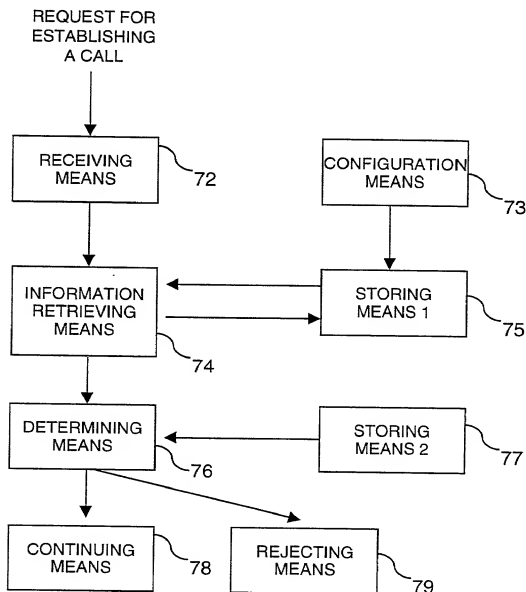 REQUEST FOR
ESTABLISHING
A CALL
RECEIVING
MEANS
72
CONFIGURATION
MEANS
73
INFORMATION
RETRIEVING
MEANS
74
STORING
MEANS 1
75
DETERMINING
MEANS
76
STORING
MEANS 2
77
CONTINUING
MEANS
78
REJECTING
MEANS
79